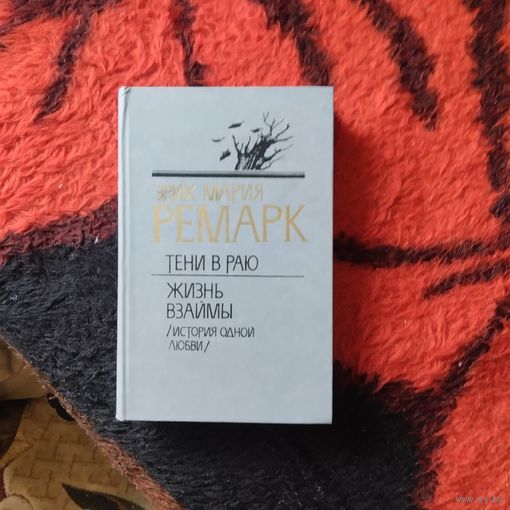 ЭРИХ МАРИЯ
РЕМАРК
ТЕНИ В РАЮ
ЖИЗНЬ
ВЗАЙМЫ
/ИСТОРИЯ ОДНОЙ
ЛЮБВИ/